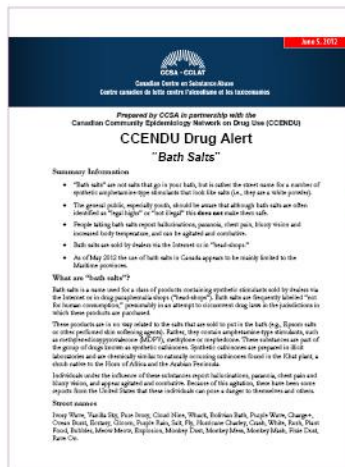 June 5, 2012
CCSA • CCLAT
Canadian Centre on Substance Abuse
Centre canadien de lutte contre l'alcoolisme et les toxicomanies
Prepared by CCSA in partnership with the
Canadian Community Epidemiology Network on Drug Use (CCENDU)
CCENDU Drug Alert
"Bath Salts"
Summary Information
• "Bath salts" are not salts that go in your bath, but is rather the street name for a number of
synthetic amphetamine-type stimulants that look like salts (i.e., they are a white powder).
• The general public, especially youth, should be aware that although bath salts are often
identified as "legal highs" or "not illegal" this does not make them safe.
• People taking bath salts report hallucinations, paranoia, chest pain, blurry vision and
increased body temperature, and can be agitated and combative.
• Bath salts are sold by dealers via the Internet or in "head-shops."
• As of May 2012 the use of bath salts in Canada appears to be mainly limited to the
Maritime provinces.
What are "bath salts"?
Bath salts is a name used for a class of products containing synthetic stimulants sold by dealers via
the Internet or in drug paraphernalia shops ("head-shops"). Bath salts are frequently labelled "not
for human consumption," presumably in an attempt to circumvent drug laws in the jurisdictions in
which these products are purchased.
These products are in no way related to the salts that are sold to put in the bath (e.g., Epsom salts
or other perfumed skin softening agents). Rather, they contain amphetamine-type stimulants, such
as methylenedioxypyrovalerone (MDPV), methylone or mephedrone. These substances are part of
the group of drugs known as synthetic cathinones. Synthetic cathinones are prepared in illicit
laboratories and are chemically similar to naturally occurring cathinones found in the Khat plant, a
shrub native to the Horn of Africa and the Arabian Peninsula.
Individuals under the influence of these substances report hallucinations, paranoia, chest pain and
blurry vision, and appear agitated and combative. Because of this agitation, there have been some
reports from the United States that these individuals can pose a danger to themselves and others.
Street names
Ivory Wave, Vanilla Sky, Pure Ivory, Cloud Nine, Whack, Bolivian Bath, Purple Wave, Charge+,
Ocean Burst, Ecstasy, Gloom, Purple Rain, Salt, Fly, Hurricane Charley, Crash, White, Rush, Plant
Food, Bubbles, Meow Meow, Explosion, Monkey Dust, Monkey Mess, Monkey Mash, Pixie Dust,
Rave On.